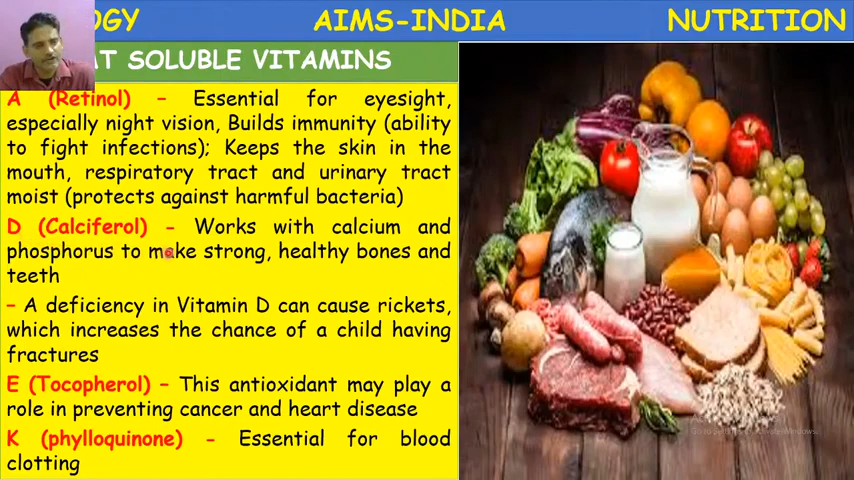 OGY AIMS-INDIA NUTRITION
AT SOLUBLE VITAMINS
A (Retinol) – Essential for eyesight,
especially night vision, Builds immunity (ability
to fight infections); Keeps the skin in the
mouth, respiratory tract and urinary tract
moist (protects against harmful bacteria)
D (Calciferol) – Works with calcium and
phosphorus to make strong, healthy bones and
teeth
– A deficiency in Vitamin D can cause rickets,
which increases the chance of a child having
fractures
E (Tocopherol) – This antioxidant may play a
role in preventing cancer and heart disease
K (phylloquinone) - Essential for blood
clotting